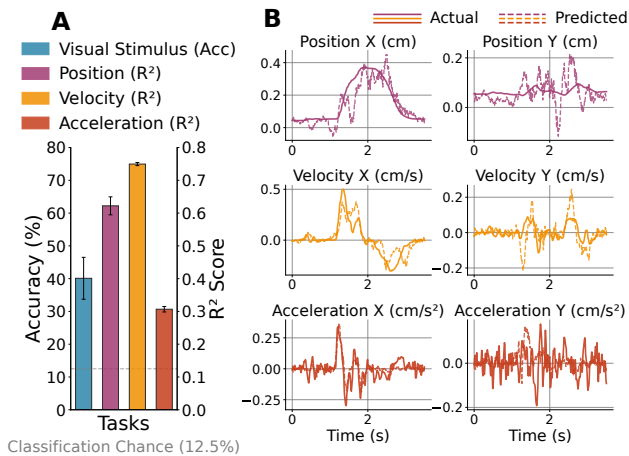 A
Visual Stimulus (Acc)
Position (R²)
Velocity (R²)
Acceleration (R²)
Accuracy (%)
80
70
60
50
40
30
20
10
0
0.8
0.7
0.6
0.5
0.4
0.3
0.2
0.1
0.0
R² Score
Tasks
Classification Chance (12.5%)
B
Actual
Predicted
Position X (cm)
0.4
0.2
0.0
0
2
Position Y (cm)
0.2
0.0
0
2
Velocity X (cm/s)
0.5
0.0
0
2
Velocity Y (cm/s)
0.2
0.0
−0.2
0
2
Acceleration X (cm/s²)
0.25
0.00
−0.25
0
2
Time (s)
Acceleration Y (cm/s²)
0.2
0.0
−0.2
0
2
Time (s)